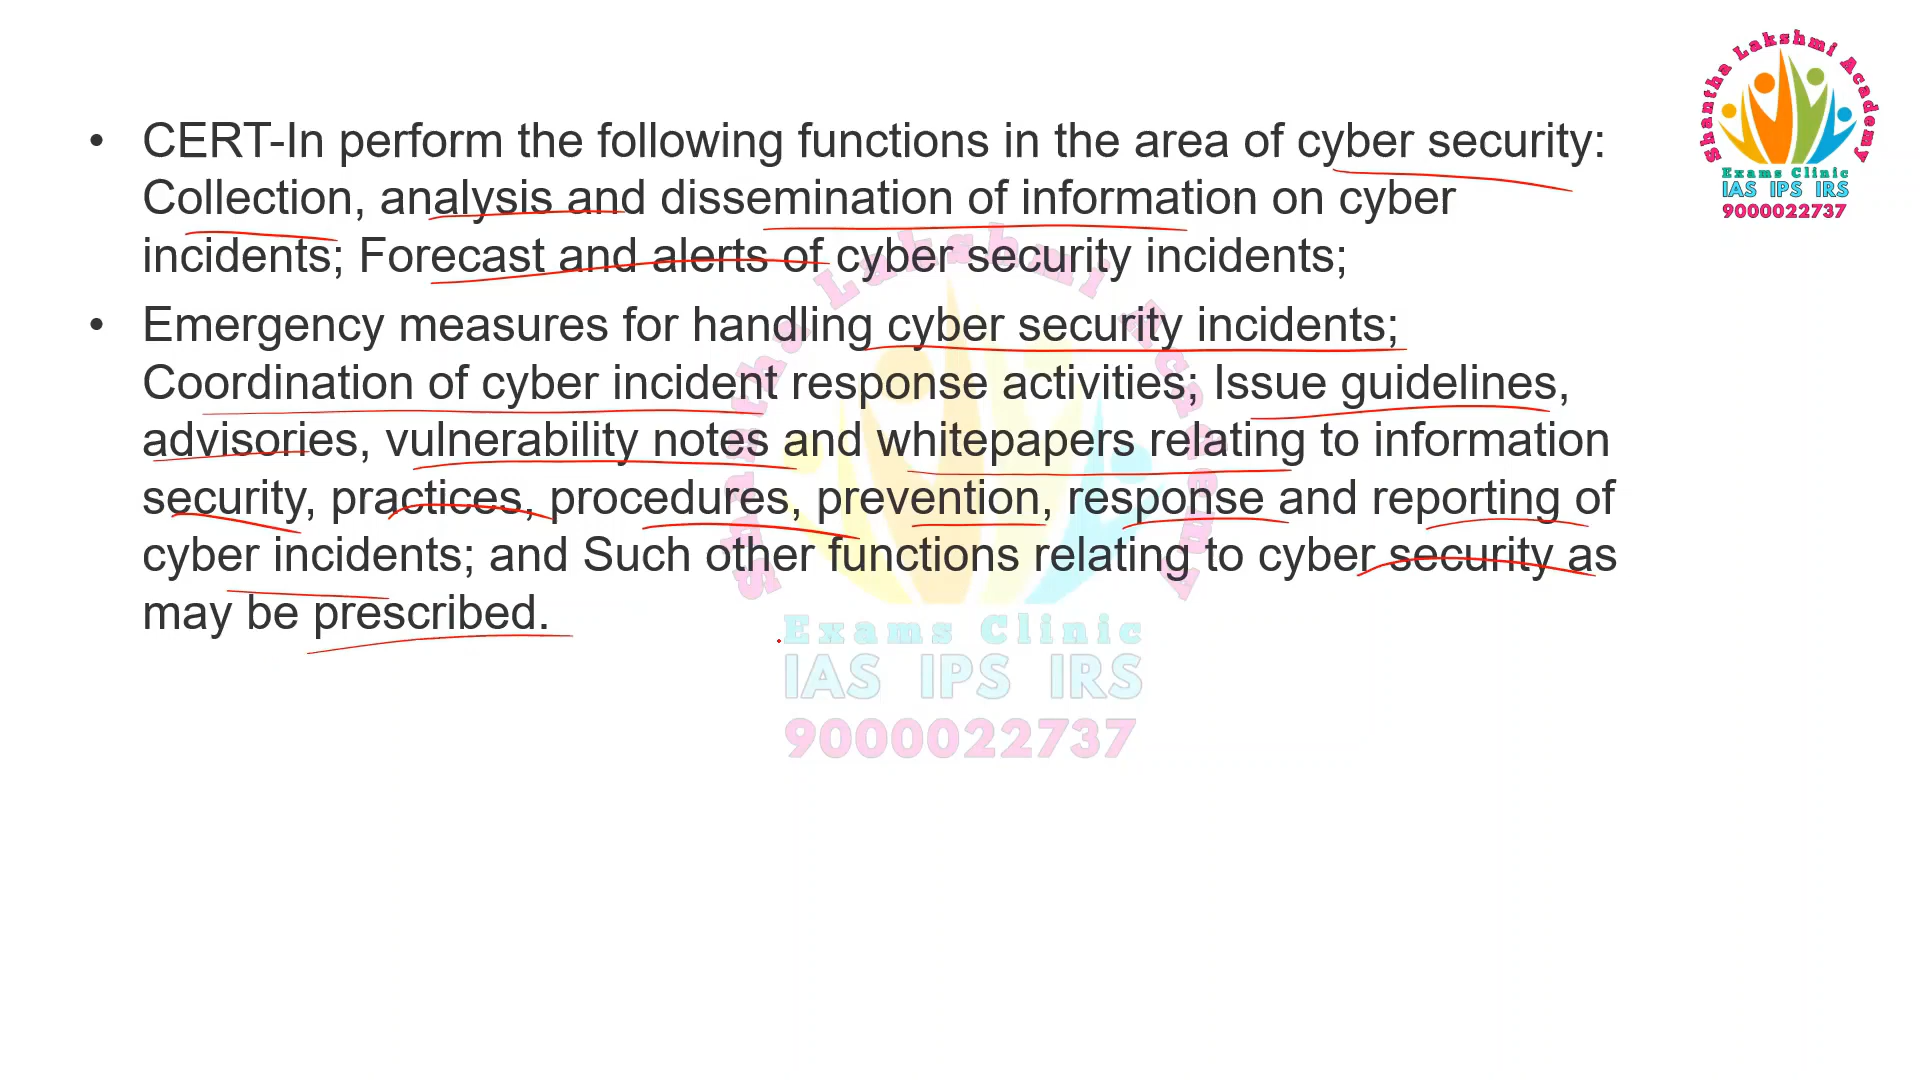 Shantha Lakshmi Academy
Exams Clinic
IAS IPS IRS
9000022737
• CERT-In perform the following functions in the area of cyber security:
Collection, analysis and dissemination of information on cyber
incidents; Forecast and alerts of cyber security incidents;
• Emergency measures for handling cyber security incidents;
Coordination of cyber incident response activities; Issue guidelines,
advisories, vulnerability notes and whitepapers relating to information
security, practices, procedures, prevention, response and reporting of
cyber incidents; and Such other functions relating to cyber security as
may be prescribed.
Shantha Lakshmi Academy
Exams Clinic
IAS IPS IRS
9000022737